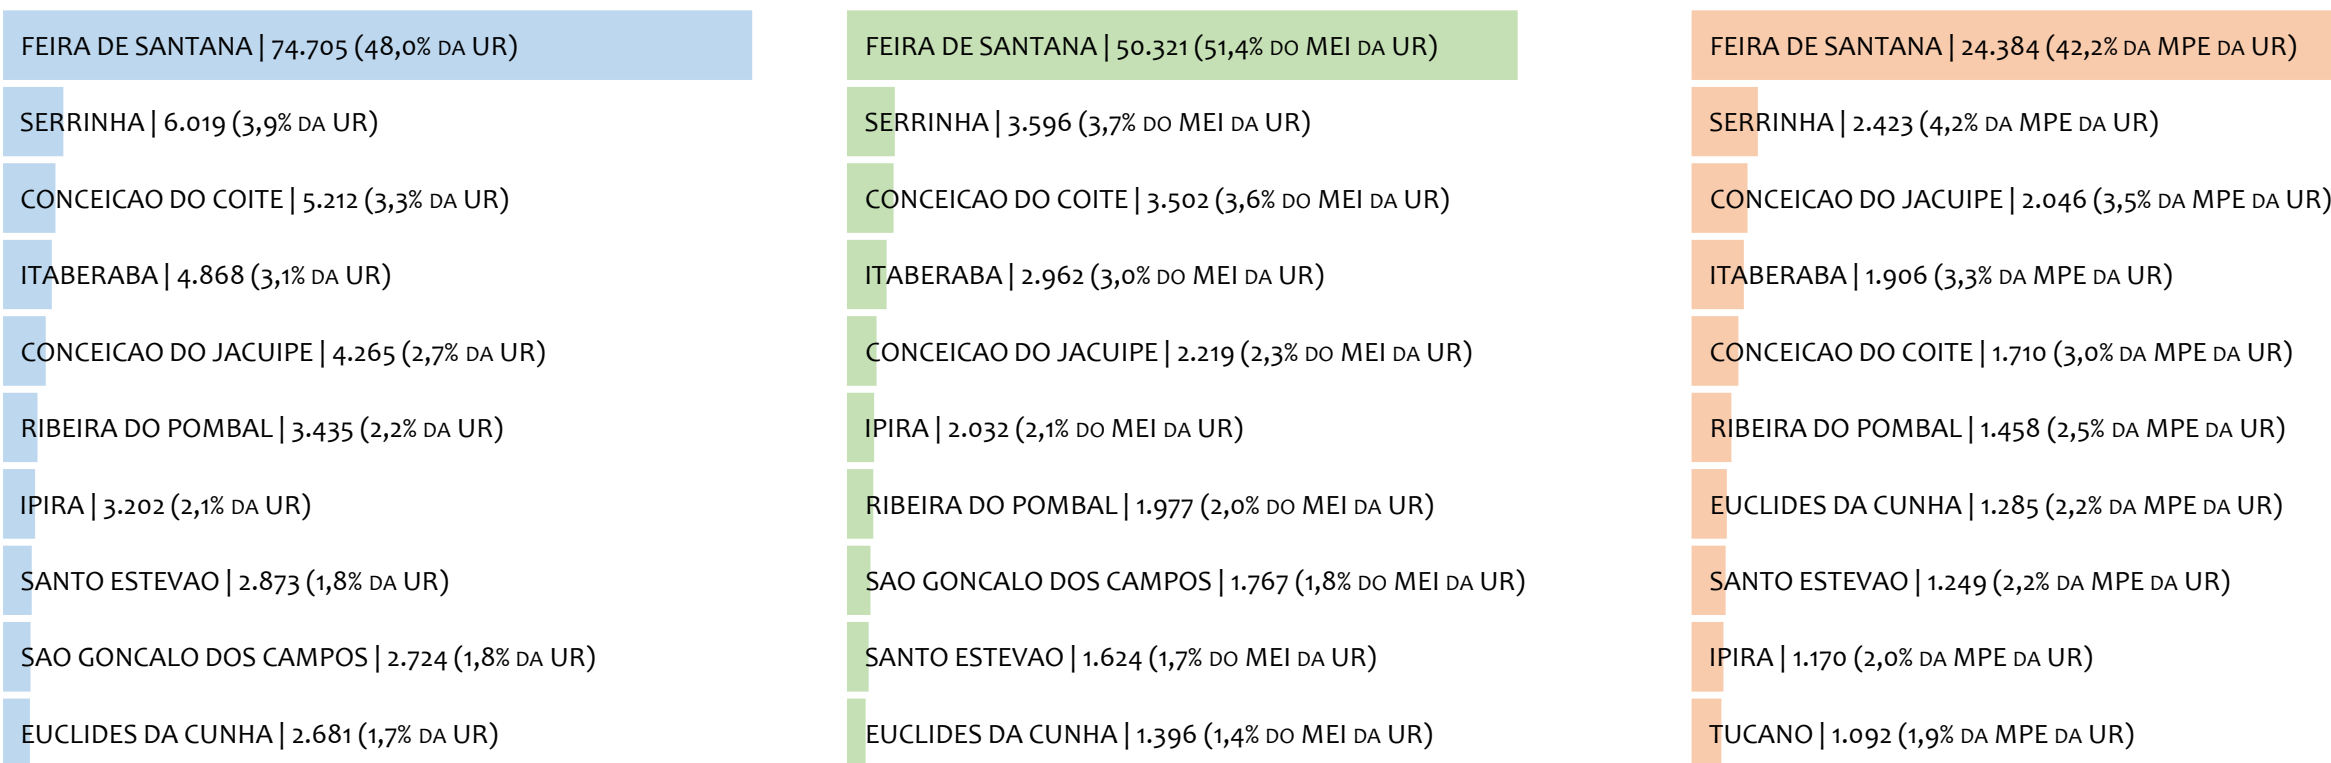 FEIRA DE SANTANA | 74.705 (48,0% DA UR)
SERRINHA | 6.019 (3,9% DA UR)
CONCEICAO DO COITE | 5.212 (3,3% DA UR)
ITABERABA | 4.868 (3,1% DA UR)
CONCEICAO DO JACUIPE | 4.265 (2,7% DA UR)
RIBEIRA DO POMBAL | 3.435 (2,2% DA UR)
IPIRA | 3.202 (2,1% DA UR)
SANTO ESTEVAO | 2.873 (1,8% DA UR)
SAO GONCALO DOS CAMPOS | 2.724 (1,8% DA UR)
EUCLIDES DA CUNHA | 2.681 (1,7% DA UR)
FEIRA DE SANTANA | 50.321 (51,4% DO MEI DA UR)
SERRINHA | 3.596 (3,7% DO MEI DA UR)
CONCEICAO DO COITE | 3.502 (3,6% DO MEI DA UR)
ITABERABA | 2.962 (3,0% DO MEI DA UR)
CONCEICAO DO JACUIPE | 2.219 (2,3% DO MEI DA UR)
IPIRA | 2.032 (2,1% DO MEI DA UR)
RIBEIRA DO POMBAL | 1.977 (2,0% DO MEI DA UR)
SAO GONCALO DOS CAMPOS | 1.767 (1,8% DO MEI DA UR)
SANTO ESTEVAO | 1.624 (1,7% DO MEI DA UR)
EUCLIDES DA CUNHA | 1.396 (1,4% DO MEI DA UR)
FEIRA DE SANTANA | 24.384 (42,2% DA MPE DA UR)
SERRINHA | 2.423 (4,2% DA MPE DA UR)
CONCEICAO DO JACUIPE | 2.046 (3,5% DA MPE DA UR)
ITABERABA | 1.906 (3,3% DA MPE DA UR)
CONCEICAO DO COITE | 1.710 (3,0% DA MPE DA UR)
RIBEIRA DO POMBAL | 1.458 (2,5% DA MPE DA UR)
EUCLIDES DA CUNHA | 1.285 (2,2% DA MPE DA UR)
SANTO ESTEVAO | 1.249 (2,2% DA MPE DA UR)
IPIRA | 1.170 (2,0% DA MPE DA UR)
TUCANO | 1.092 (1,9% DA MPE DA UR)